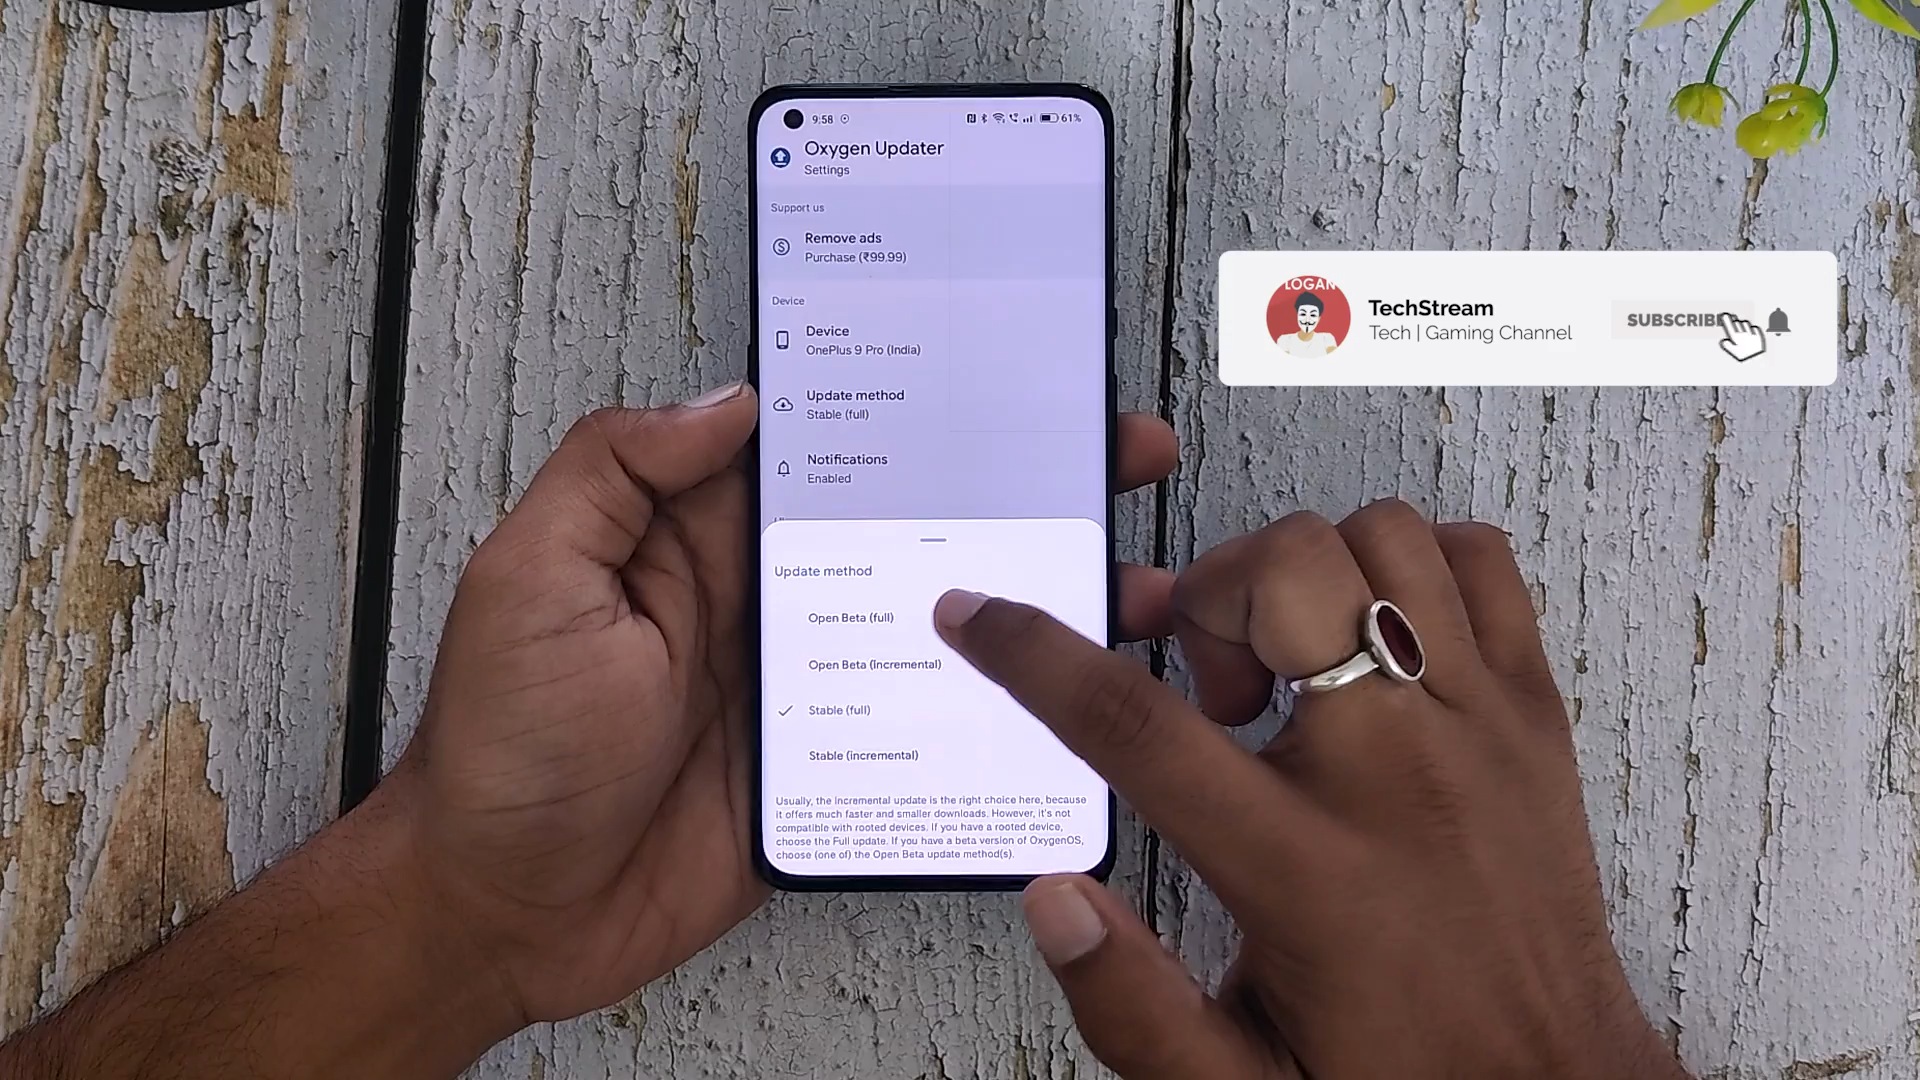 9:58
61%
Oxygen Updater
Settings
Support us
Remove ads
Purchase (₹99.99)
Device
Device
OnePlus 9 Pro (India)
Update method
Stable (full)
Notifications
Enabled
Update method
Open Beta (full)
Open Beta (incremental)
Stable (full)
Stable (incremental)
Usually, the incremental update is the right choice here, because
it offers much faster and smaller downloads. However, it's not
compatible with rooted devices. If you have a rooted device,
choose the Full update. If you have a beta version of OxygenOS,
choose (one of) the Open Beta update method(s).
LOGAN
TechStream
Tech | Gaming Channel
SUBSCRIBE